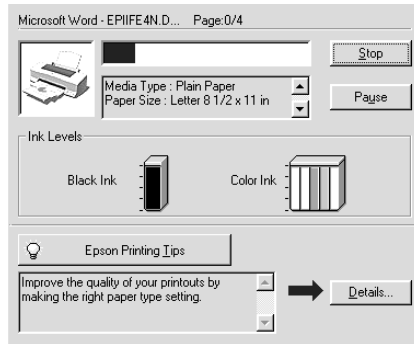 Microsoft Word - EPIIFE4N.D... Page:0/4
Stop
Media Type : Plain Paper
Paper Size : Letter 8 1/2 x 11 in
Pause
Ink Levels
Black Ink
Color Ink
Epson Printing Tips
Improve the quality of your printouts by
making the right paper type setting.
Details...